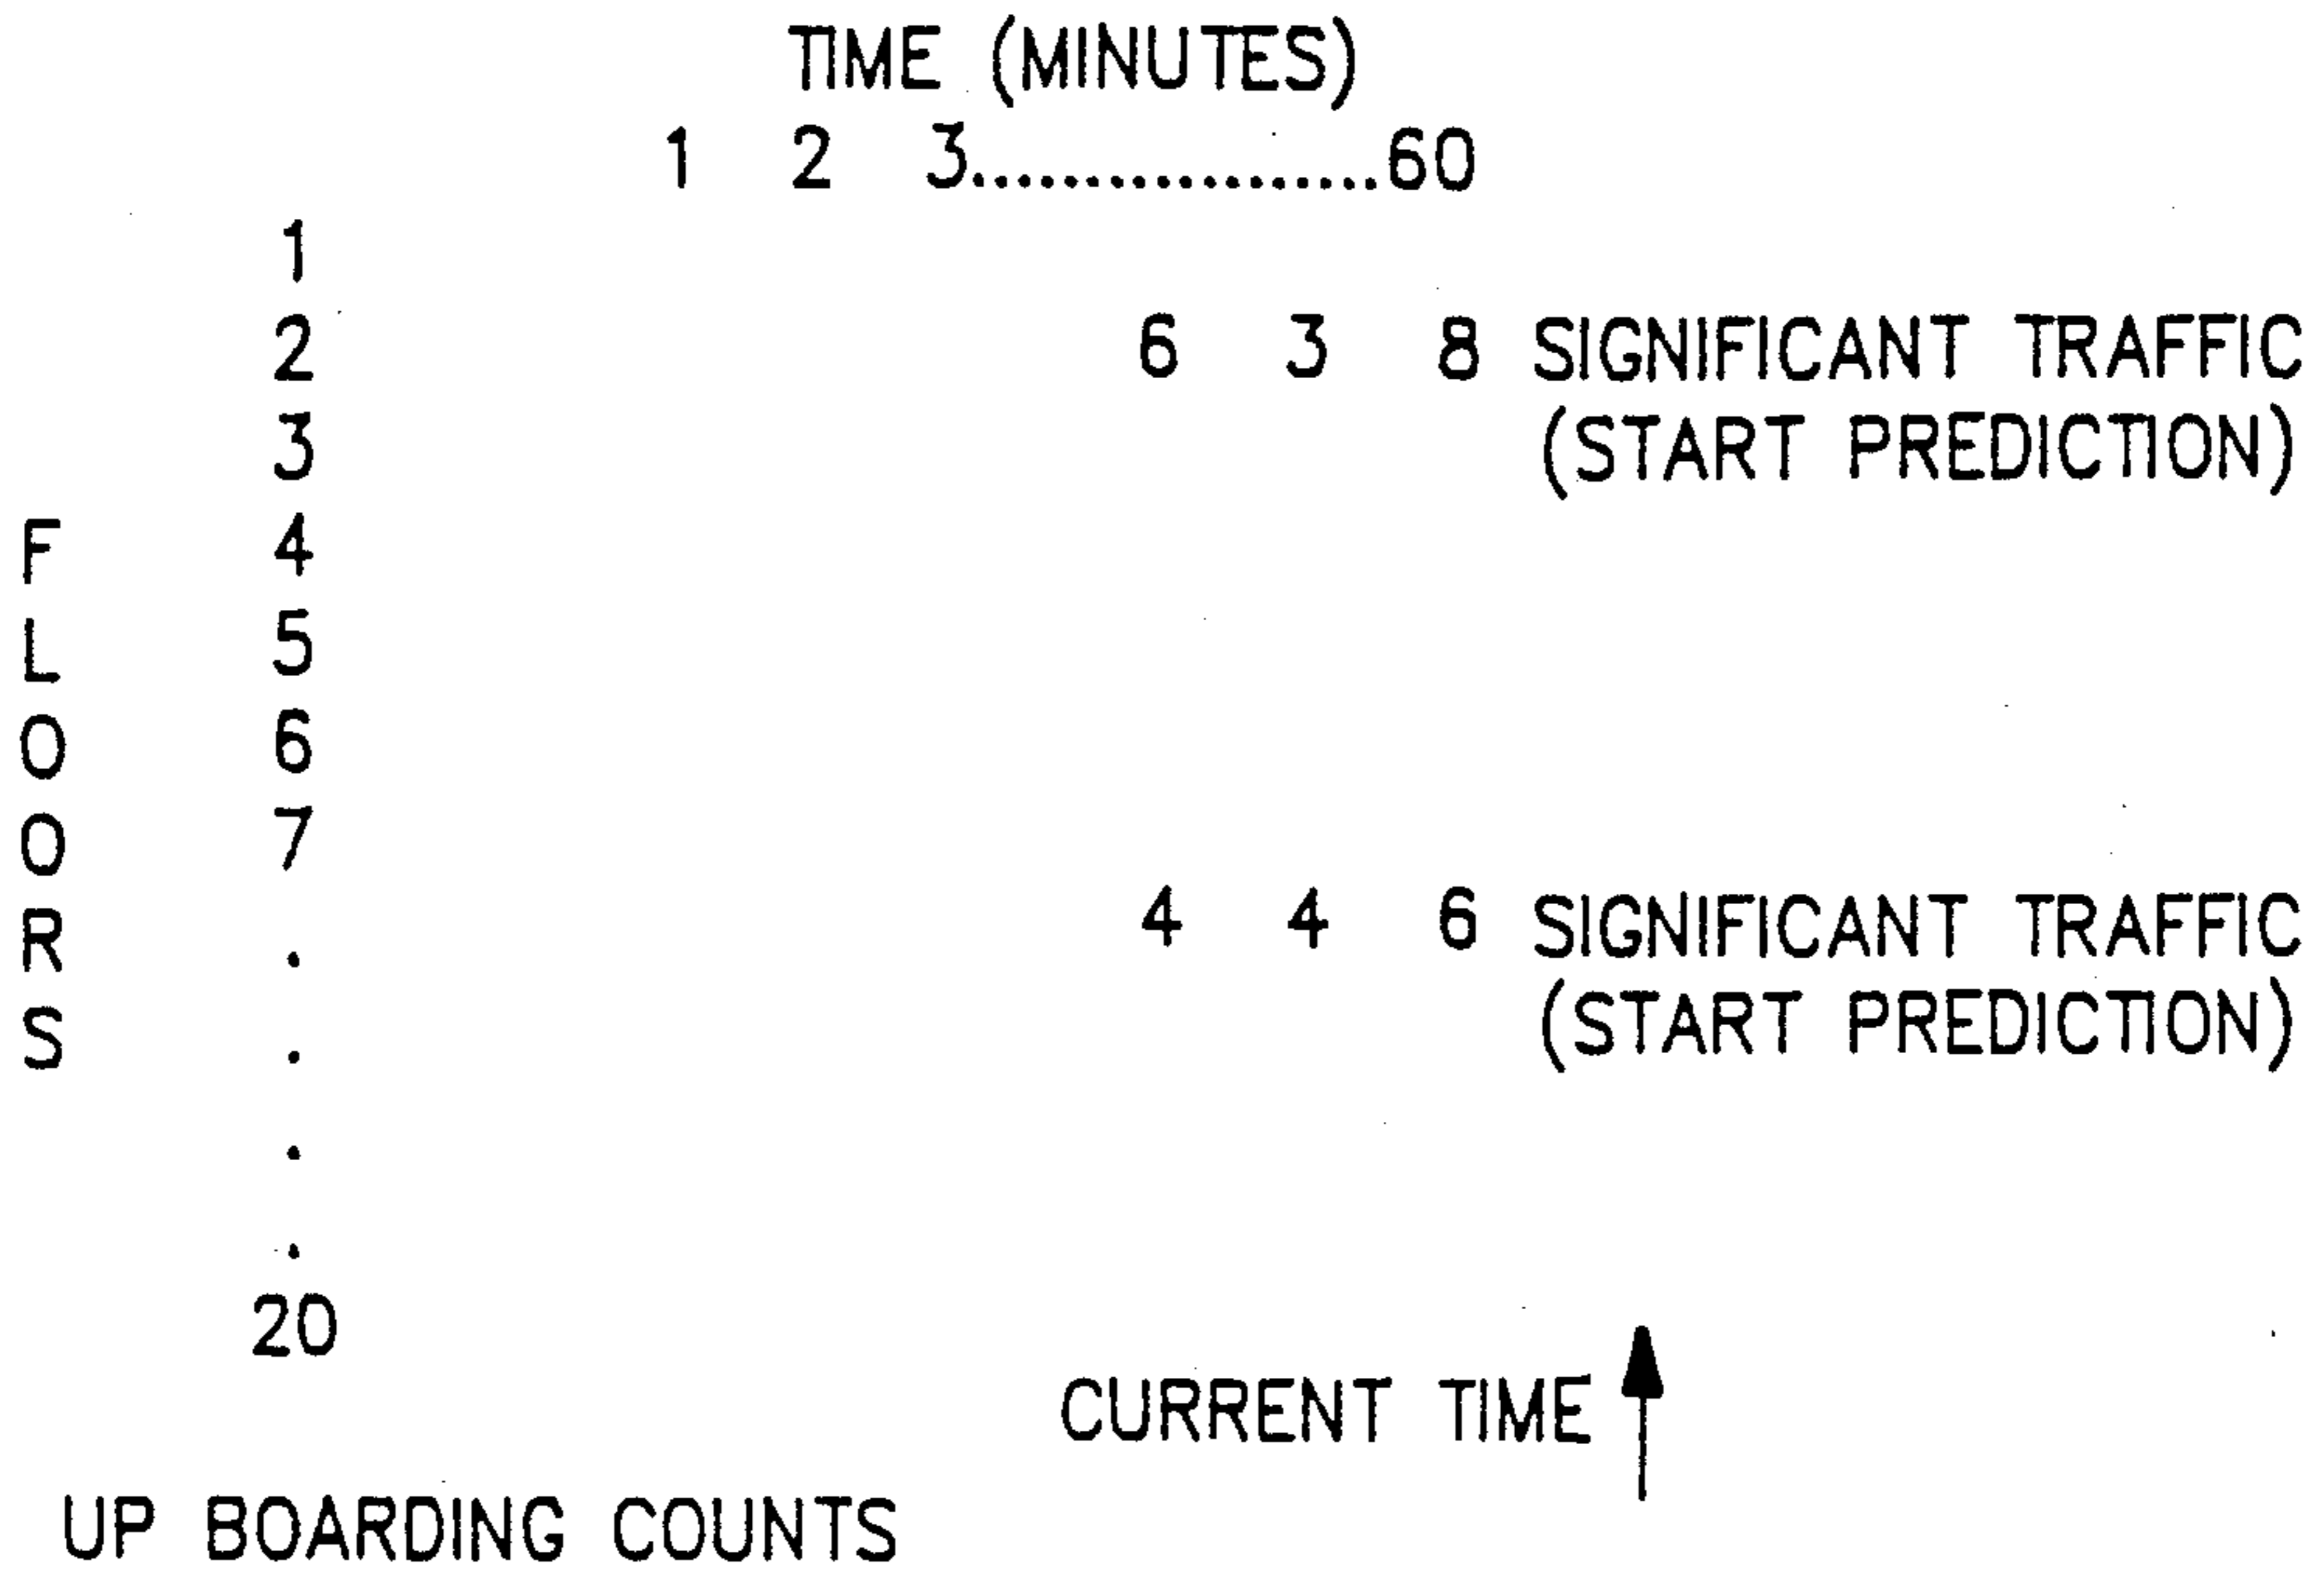 TIME (MINUTES)
1 2 3..................60
1
2 6 3 8 SIGNIFICANT TRAFFIC
3 (START PREDICTION)
F 4
L 5
O 6
O 7
R . 4 4 6 SIGNIFICANT TRAFFIC
S . (START PREDICTION)
.
.
20
CURRENT TIME
UP BOARDING COUNTS